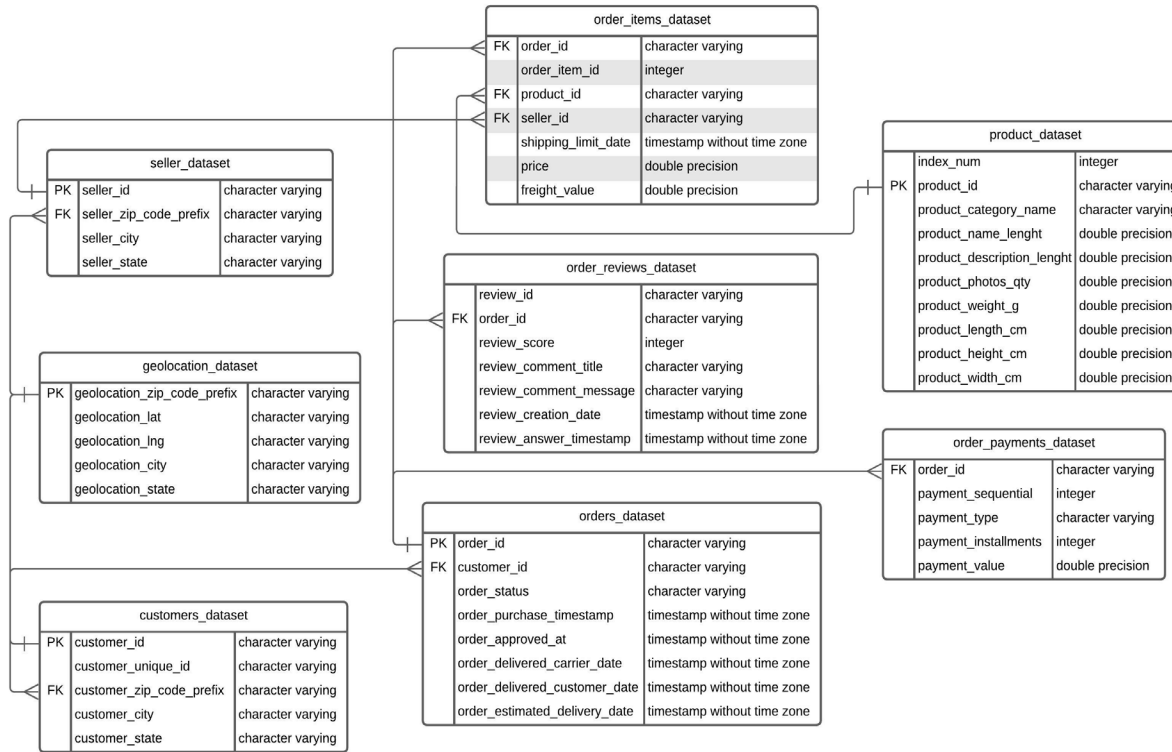 order_items_dataset
FK order_id character varying
order_item_id integer
FK product_id character varying
FK seller_id character varying
shipping_limit_date timestamp without time zone
price double precision
freight_value double precision
seller_dataset
PK seller_id character varying
FK seller_zip_code_prefix character varying
seller_city character varying
seller_state character varying
product_dataset
index_num integer
PK product_id character varying
product_category_name character varying
product_name_lenght double precision
product_description_lenght double precision
product_photos_qty double precision
product_weight_g double precision
product_length_cm double precision
product_height_cm double precision
product_width_cm double precision
order_reviews_dataset
review_id character varying
FK order_id character varying
review_score integer
review_comment_title character varying
review_comment_message character varying
review_creation_date timestamp without time zone
review_answer_timestamp timestamp without time zone
geolocation_dataset
PK geolocation_zip_code_prefix character varying
geolocation_lat character varying
geolocation_lng character varying
geolocation_city character varying
geolocation_state character varying
order_payments_dataset
FK order_id character varying
payment_sequential integer
payment_type character varying
payment_installments integer
payment_value double precision
orders_dataset
PK order_id character varying
FK customer_id character varying
order_status character varying
order_purchase_timestamp timestamp without time zone
order_approved_at timestamp without time zone
order_delivered_carrier_date timestamp without time zone
order_delivered_customer_date timestamp without time zone
order_estimated_delivery_date timestamp without time zone
customers_dataset
PK customer_id character varying
customer_unique_id character varying
FK customer_zip_code_prefix character varying
customer_city character varying
customer_state character varying